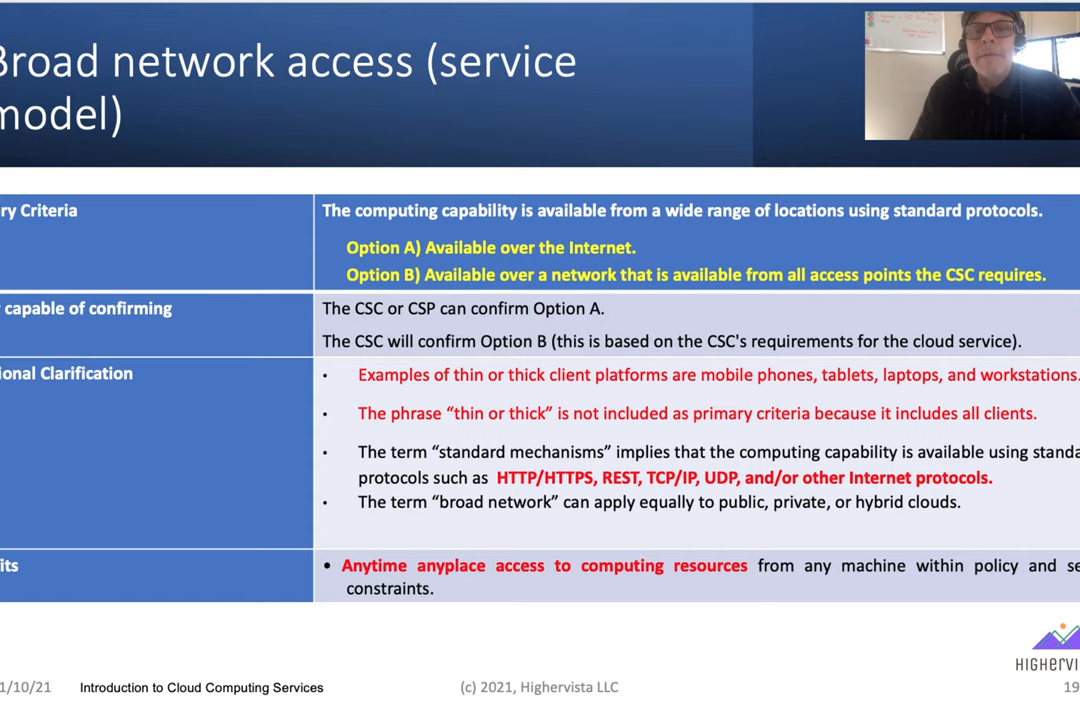 Broad network access (service
model)
ry Criteria
The computing capability is available from a wide range of locations using standard protocols.
Option A) Available over the Internet.
Option B) Available over a network that is available from all access points the CSC requires.
capable of confirming
The CSC or CSP can confirm Option A.
The CSC will confirm Option B (this is based on the CSC's requirements for the cloud service).
ional Clarification
• Examples of thin or thick client platforms are mobile phones, tablets, laptops, and workstations.
• The phrase “thin or thick” is not included as primary criteria because it includes all clients.
• The term “standard mechanisms” implies that the computing capability is available using standa
protocols such as HTTP/HTTPS, REST, TCP/IP, UDP, and/or other Internet protocols.
• The term “broad network” can apply equally to public, private, or hybrid clouds.
its
• Anytime anyplace access to computing resources from any machine within policy and se
constraints.
HIGHERVI
1/10/21
Introduction to Cloud Computing Services
(c) 2021, Highervista LLC
19